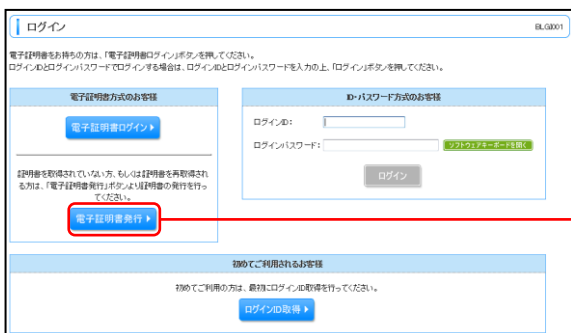 ログイン
BLGI001
電子証明書をお持ちの方は、「電子証明書ログイン」ボタンを押してください。
ログインIDとログインパスワードでログインする場合は、ログインIDとログインパスワードを入力の上、「ログイン」ボタンを押してください。
電子証明書方式のお客様
電子証明書ログイン
証明書を取得されていない方、もしくは証明書を再取得され
る方は、「電子証明書発行」ボタンより証明書の発行を行っ
てください。
電子証明書発行
ID・パスワード方式のお客様
ログインID:
ログインパスワード:
ソフトウェアキーボードを開く
ログイン
初めてご利用されるお客様
初めてご利用の方は、最初にログインID取得を行ってください。
ログインID取得